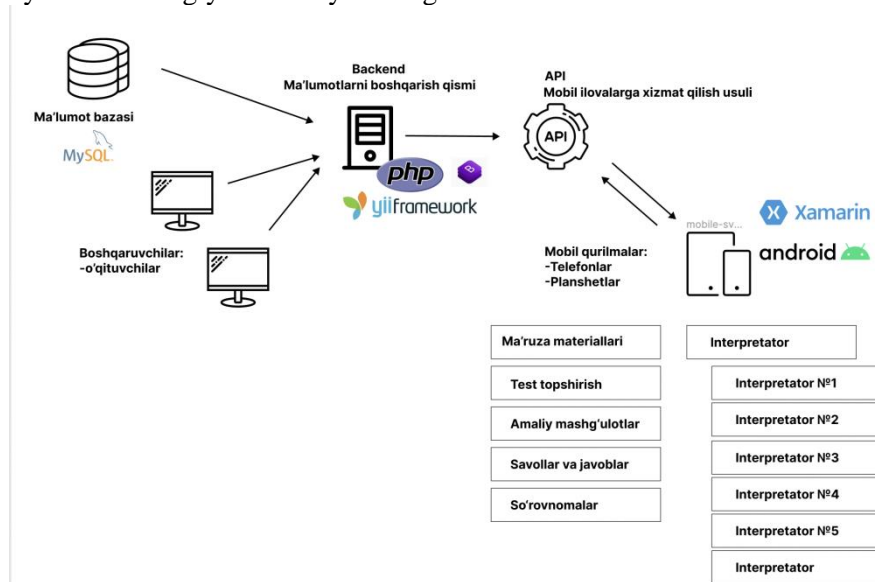 Ma'lumot bazasi
MySQL
Backend
Ma'lumotlarni boshqarish qismi
php
B
yiiframework
API
Mobil ilovalarga xizmat qilish usuli
API
Boshqaruvchilar:
-o'qituvchilar
Mobil qurilmalar:
-Telefonlar
-Planshetlar
mobile-sv...
Xamarin
android
Ma'ruza materiallari
Test topshirish
Amaliy mashg'ulotlar
Savollar va javoblar
So'rovnomalar
Interpretator
Interpretator №1
Interpretator №2
Interpretator №3
Interpretator №4
Interpretator №5
Interpretator